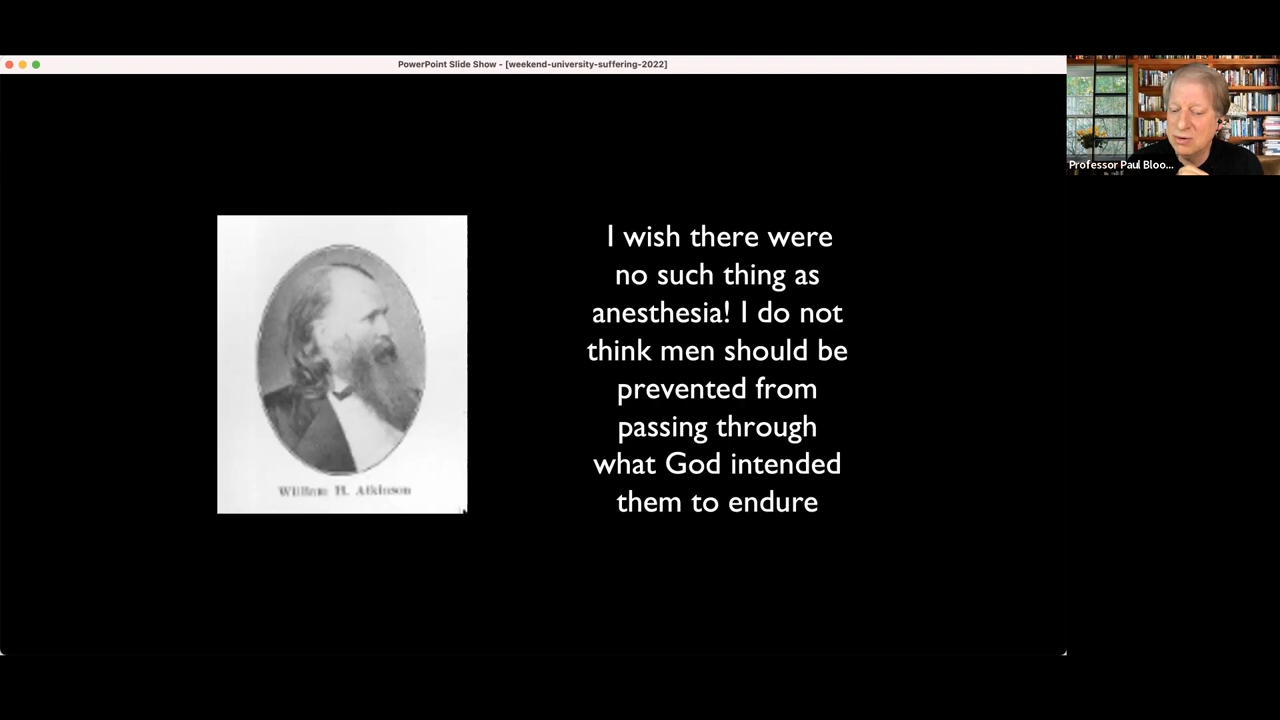 PowerPoint Slide Show - [weekend-university-suffering-2022]
Professor Paul Bloo...
I wish there were
no such thing as
anesthesia! I do not
think men should be
prevented from
passing through
what God intended
them to endure
William H. Atkinson